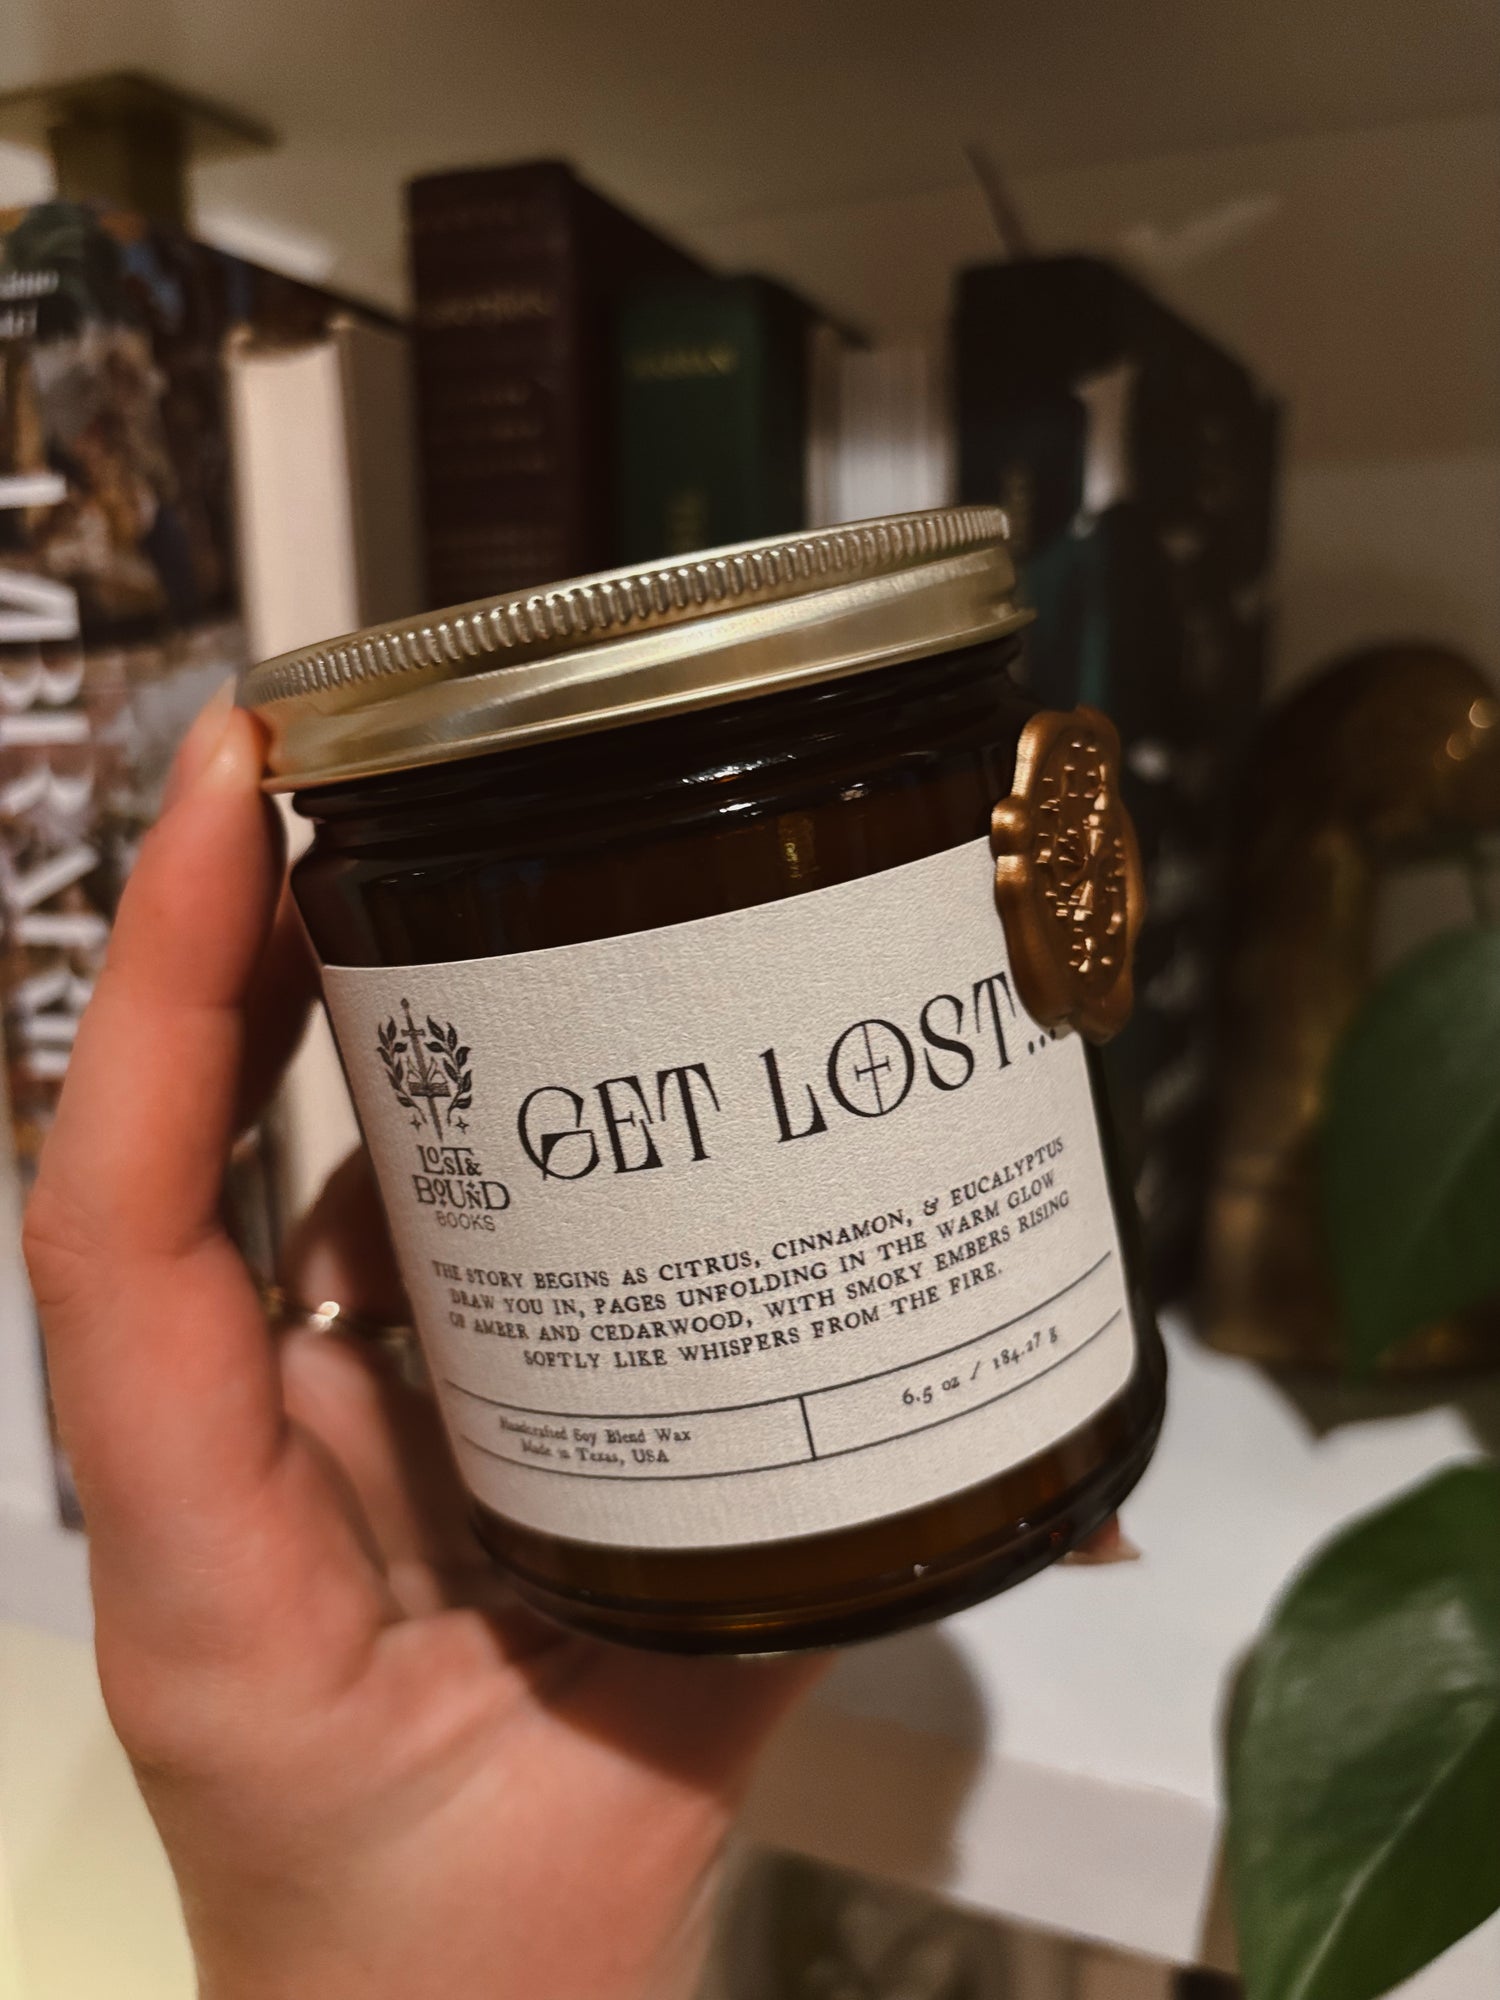 LOST &
BOUND
BOOKS
GET LOST...
THE STORY BEGINS AS CITRUS, CINNAMON, & EUCALYPTUS
DRAW YOU IN, PAGES UNFOLDING IN THE WARM GLOW
OF AMBER AND CEDARWOOD, WITH SMOKY EMBERS RISING
SOFTLY LIKE WHISPERS FROM THE FIRE.
Handcrafted Soy Blend Wax
Made in Texas, USA
6.5 oz / 184.27 g